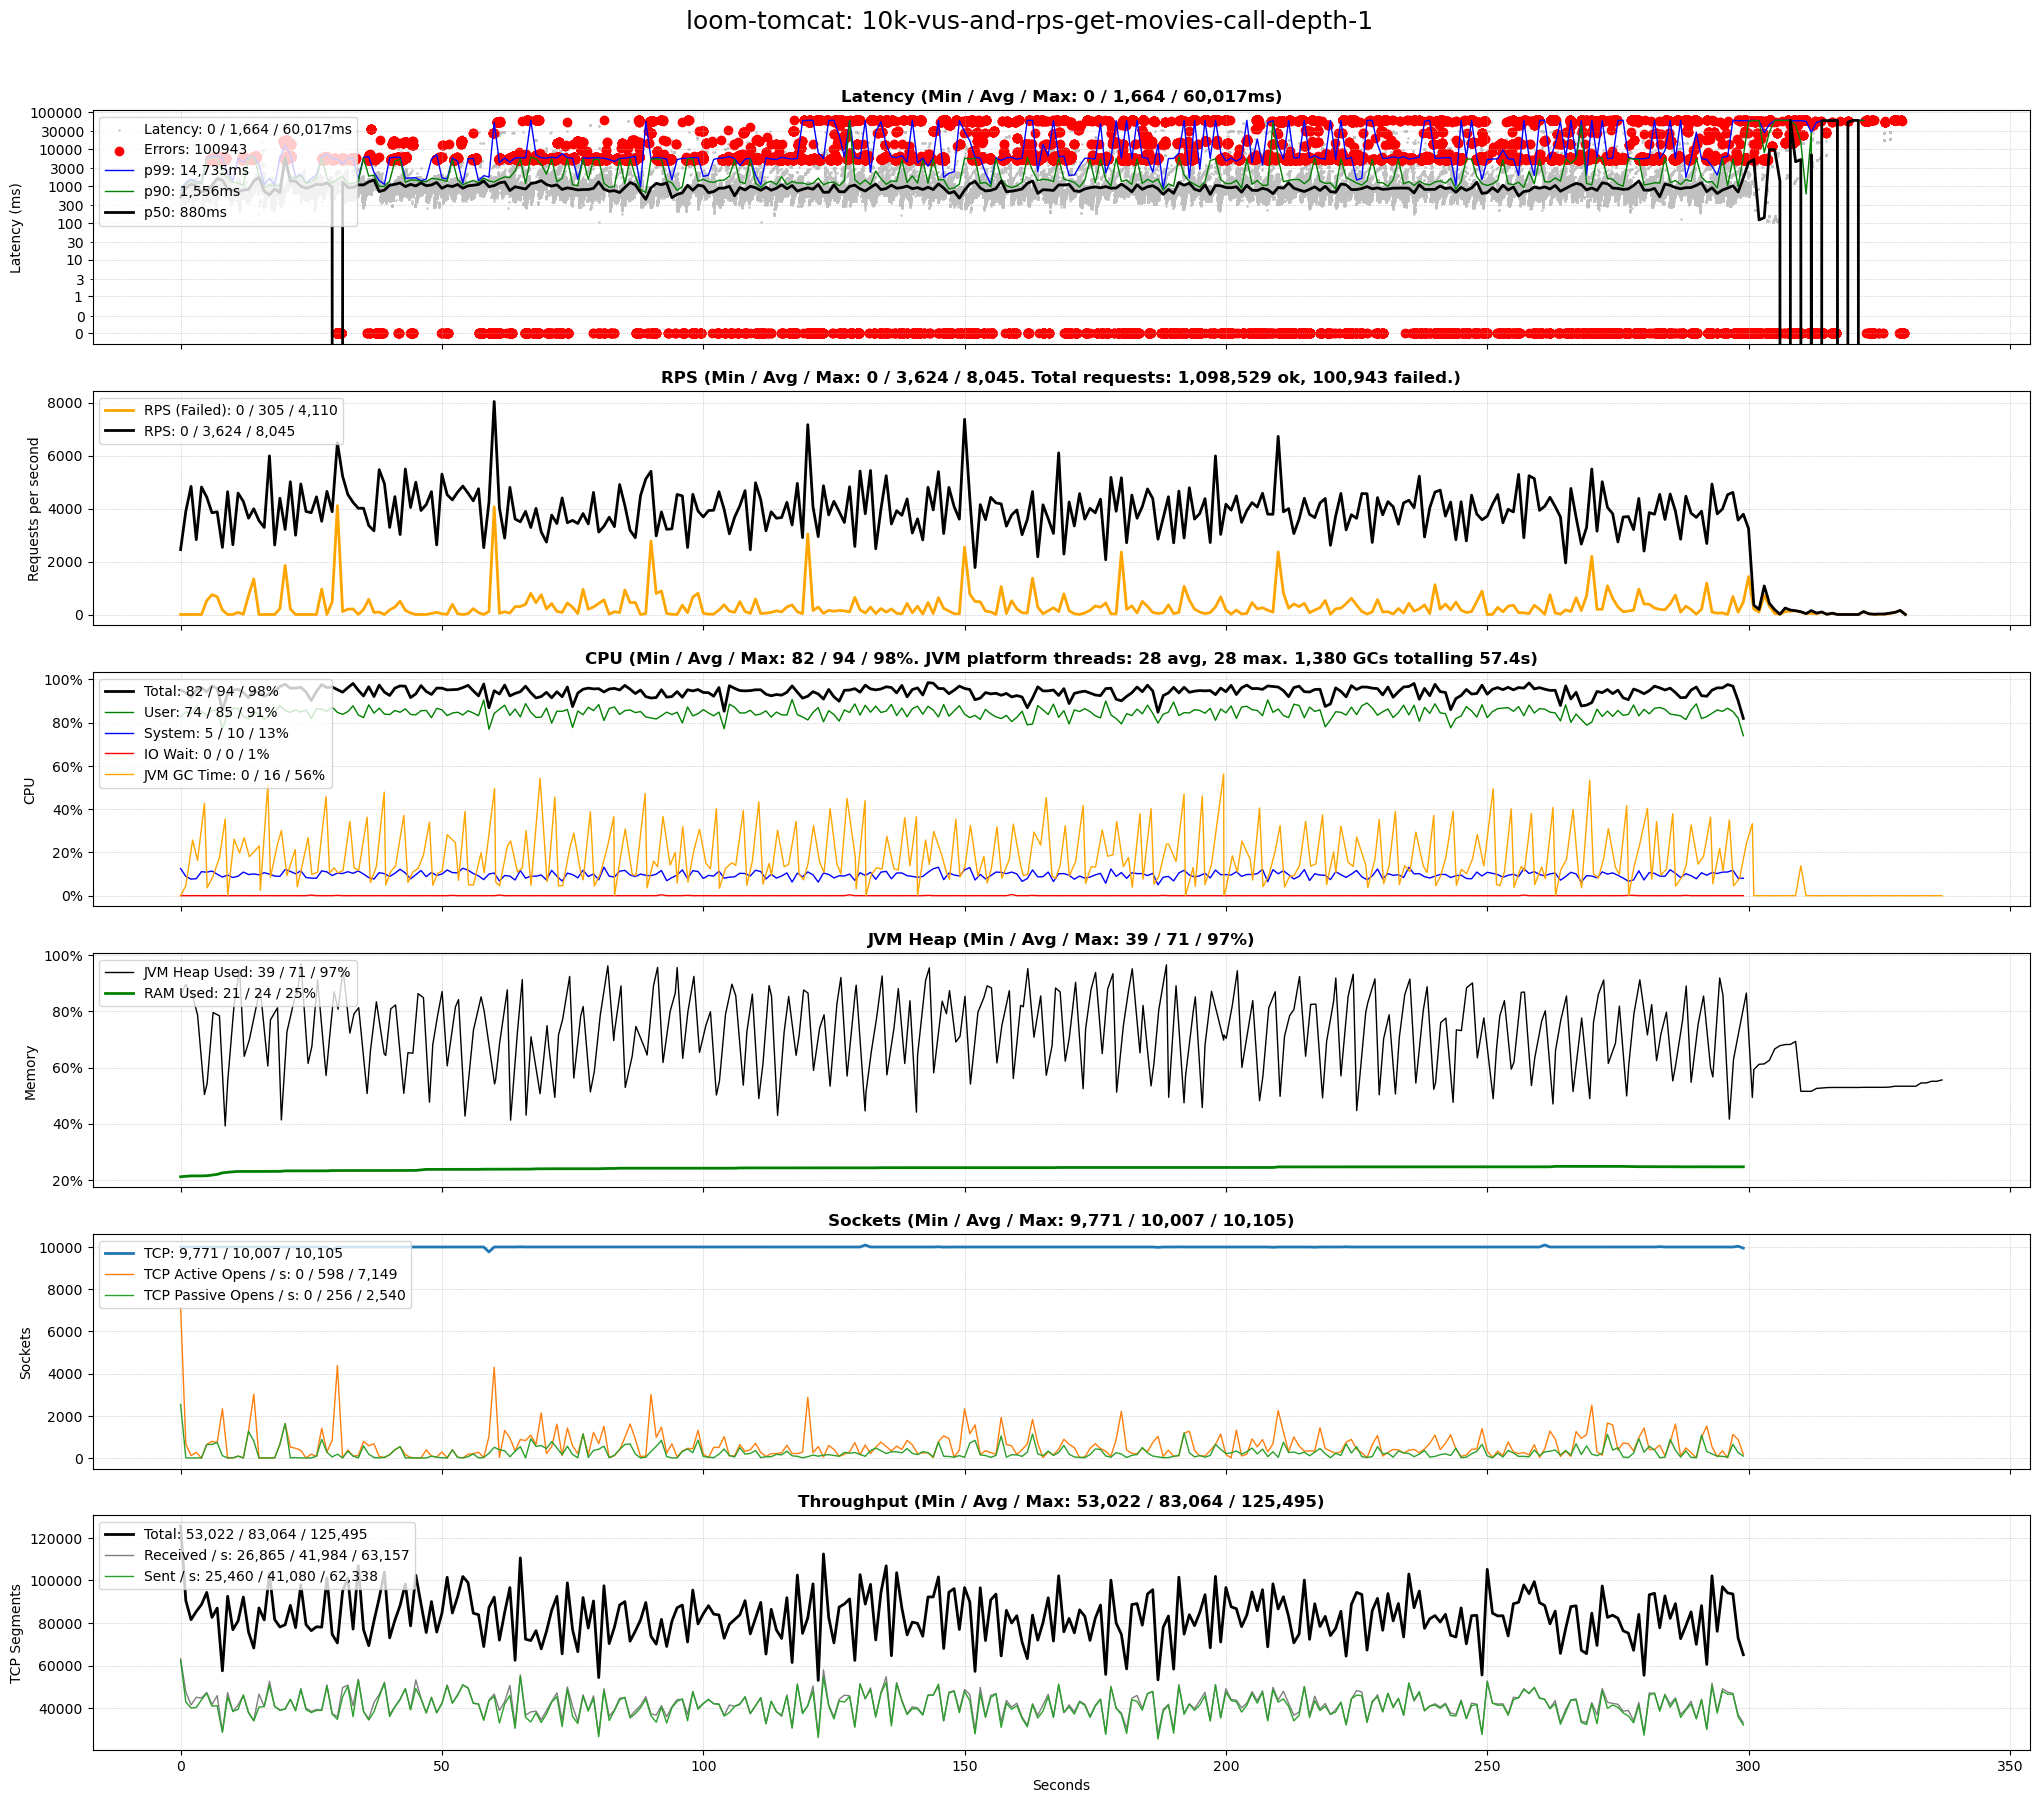 loom-tomcat: 10k-vus-and-rps-get-movies-call-depth-1
Latency (Min / Avg / Max: 0 / 1,664 / 60,017ms)
Latency (ms)
100000
30000
10000
3000
1000
300
100
30
10
3
1
0
0
Latency: 0 / 1,664 / 60,017ms
Errors: 100943
p99: 14,735ms
p90: 1,556ms
p50: 880ms
RPS (Min / Avg / Max: 0 / 3,624 / 8,045. Total requests: 1,098,529 ok, 100,943 failed.)
Requests per second
8000
6000
4000
2000
0
RPS (Failed): 0 / 305 / 4,110
RPS: 0 / 3,624 / 8,045
CPU (Min / Avg / Max: 82 / 94 / 98%. JVM platform threads: 28 avg, 28 max. 1,380 GCs totalling 57.4s)
CPU
100%
80%
60%
40%
20%
0%
Total: 82 / 94 / 98%
User: 74 / 85 / 91%
System: 5 / 10 / 13%
IO Wait: 0 / 0 / 1%
JVM GC Time: 0 / 16 / 56%
JVM Heap (Min / Avg / Max: 39 / 71 / 97%)
Memory
100%
80%
60%
40%
20%
JVM Heap Used: 39 / 71 / 97%
RAM Used: 21 / 24 / 25%
Sockets (Min / Avg / Max: 9,771 / 10,007 / 10,105)
Sockets
10000
8000
6000
4000
2000
0
TCP: 9,771 / 10,007 / 10,105
TCP Active Opens / s: 0 / 598 / 7,149
TCP Passive Opens / s: 0 / 256 / 2,540
Throughput (Min / Avg / Max: 53,022 / 83,064 / 125,495)
TCP Segments
120000
100000
80000
60000
40000
Total: 53,022 / 83,064 / 125,495
Received / s: 26,865 / 41,984 / 63,157
Sent / s: 25,460 / 41,080 / 62,338
0 50 100 150 200 250 300 350
Seconds